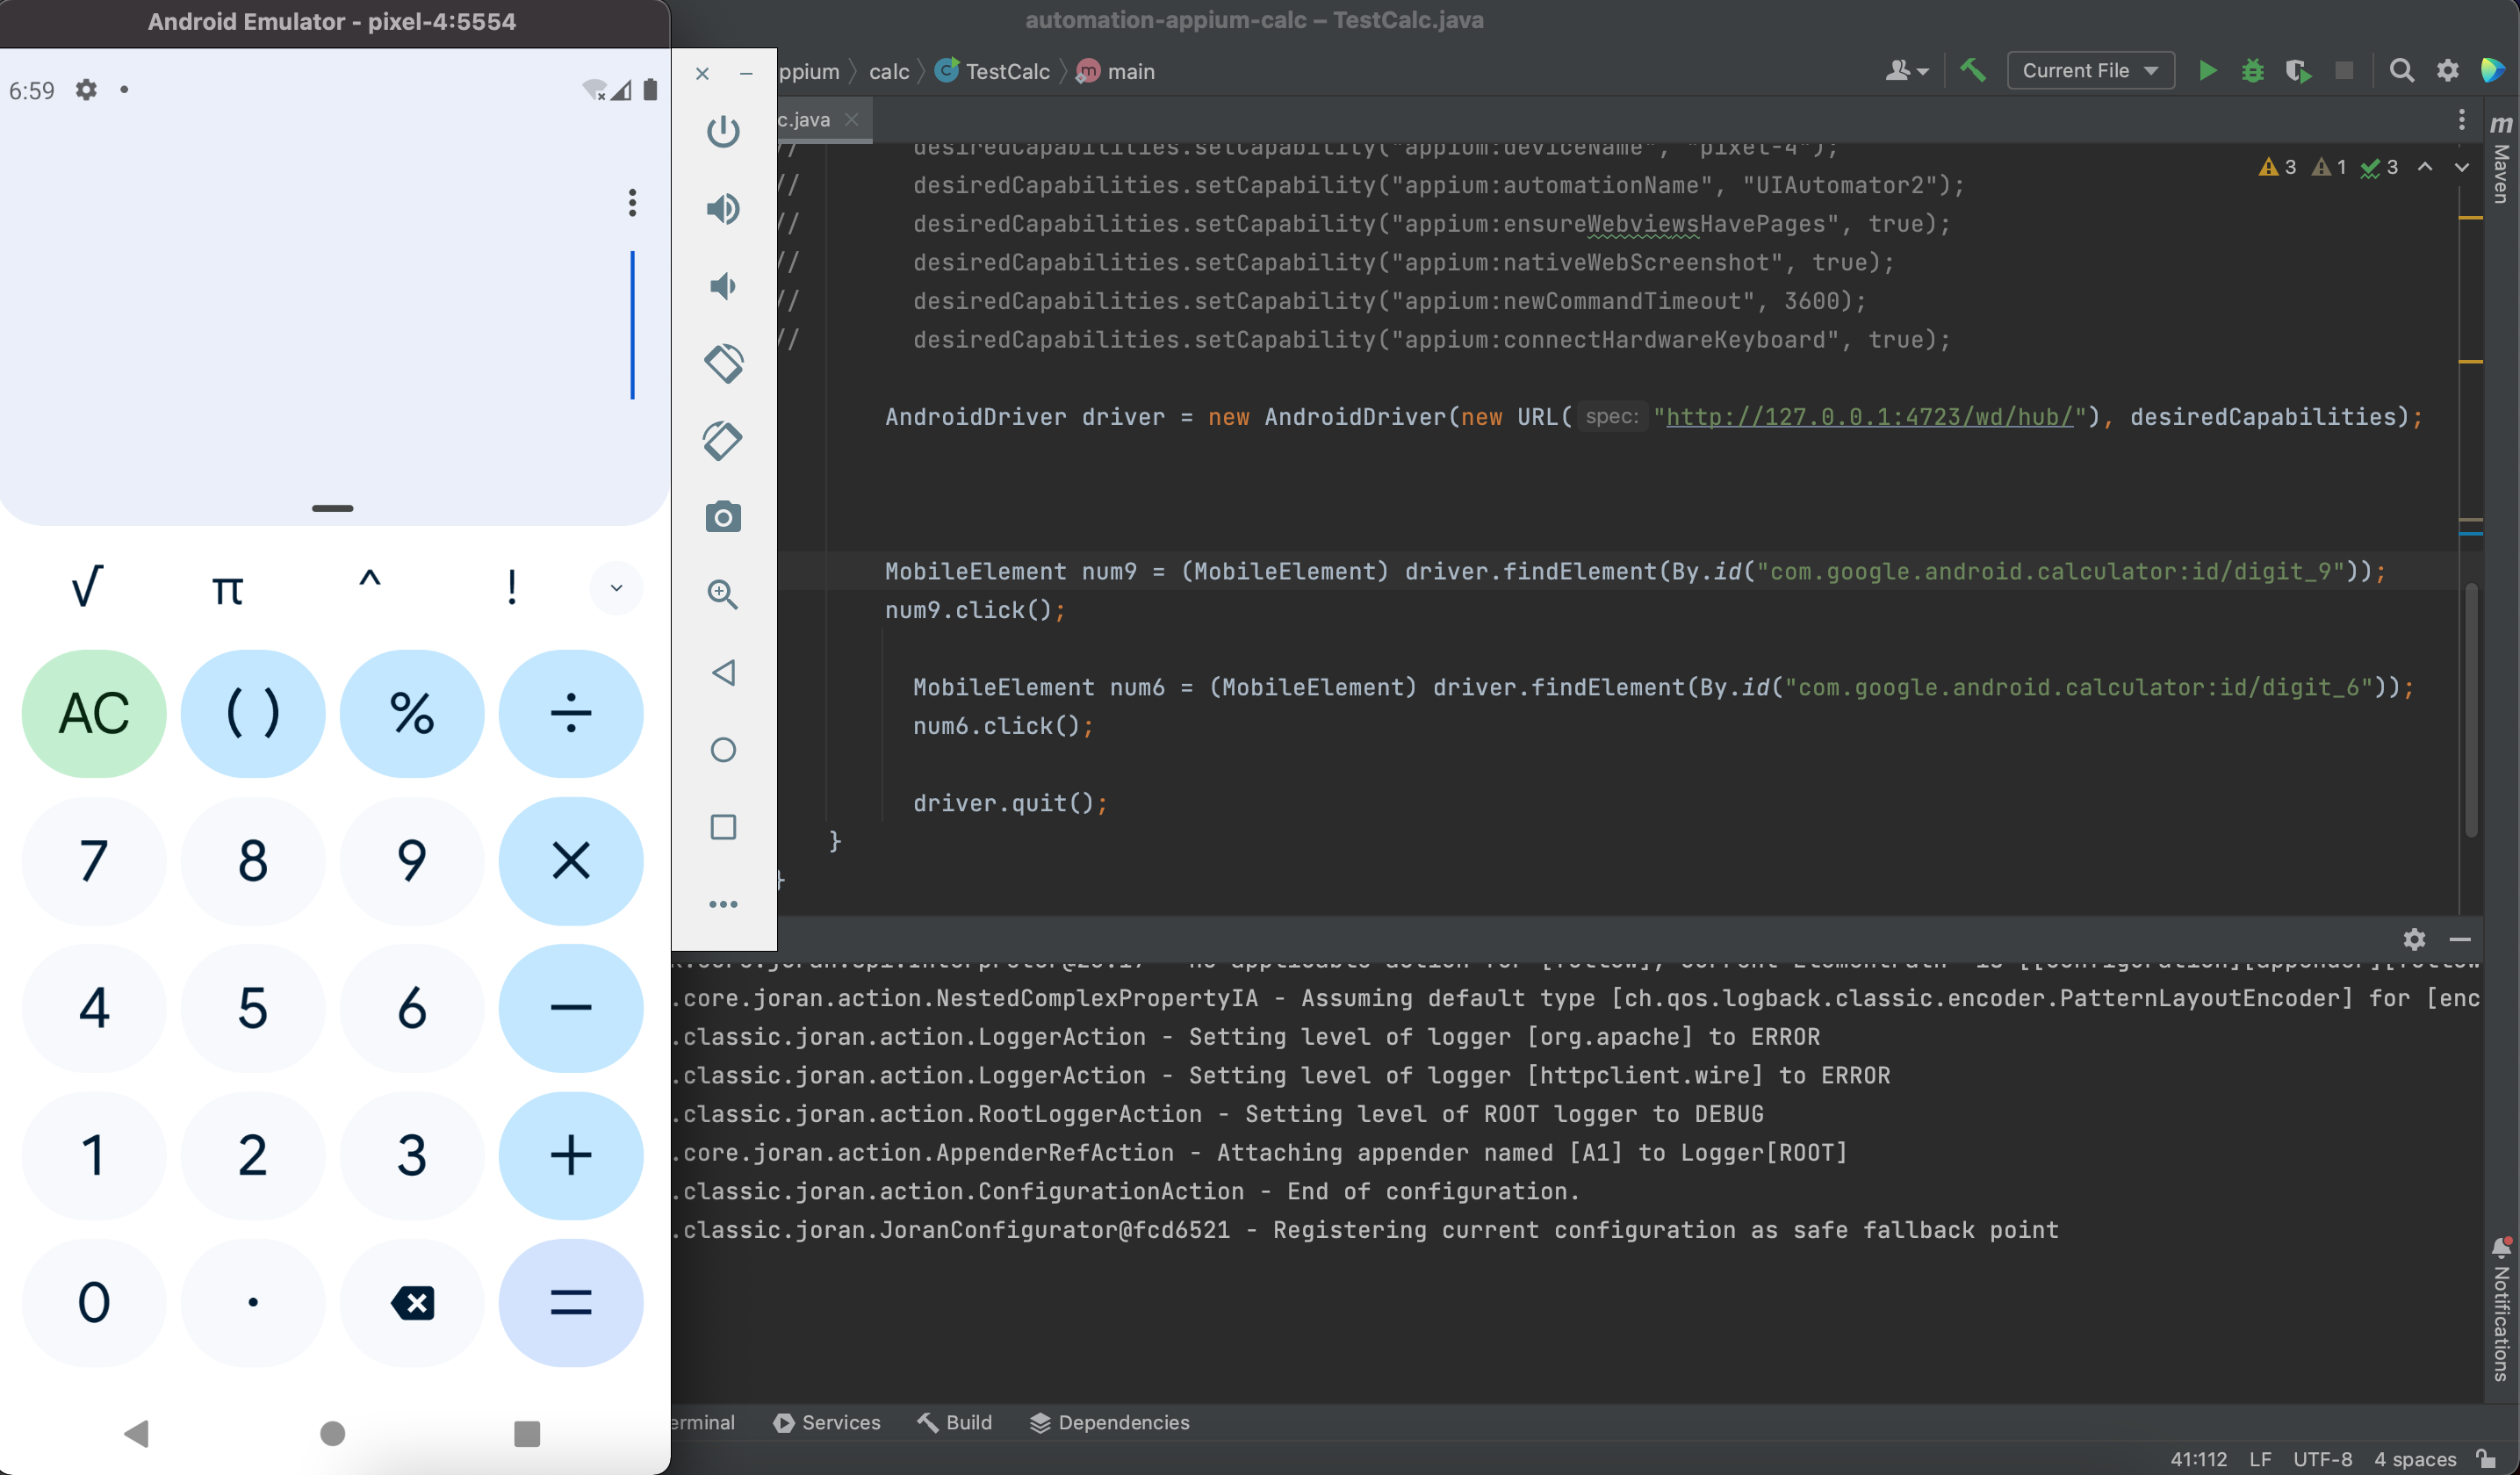 Android Emulator - pixel-4:5554
6:59
√ π ^ !
AC ( ) % ÷
7 8 9 ×
4 5 6 −
1 2 3 +
0 . =
automation-appium-calc – TestCalc.java
ppium calc TestCalc main
Current File
c.java
3 1 3
// desiredCapabilities.setCapability("appium:deviceName", "pixel-4");
// desiredCapabilities.setCapability("appium:automationName", "UIAutomator2");
// desiredCapabilities.setCapability("appium:ensureWebviewsHavePages", true);
// desiredCapabilities.setCapability("appium:nativeWebScreenshot", true);
// desiredCapabilities.setCapability("appium:newCommandTimeout", 3600);
// desiredCapabilities.setCapability("appium:connectHardwareKeyboard", true);
AndroidDriver driver = new AndroidDriver(new URL( spec: "http://127.0.0.1:4723/wd/hub/"), desiredCapabilities);
MobileElement num9 = (MobileElement) driver.findElement(By.id("com.google.android.calculator:id/digit_9"));
num9.click();
MobileElement num6 = (MobileElement) driver.findElement(By.id("com.google.android.calculator:id/digit_6"));
num6.click();
driver.quit();
}
}
.core.joran.action.NestedComplexPropertyIA - Assuming default type [ch.qos.logback.classic.encoder.PatternLayoutEncoder] for [enc
.classic.joran.action.LoggerAction - Setting level of logger [org.apache] to ERROR
.classic.joran.action.LoggerAction - Setting level of logger [httpclient.wire] to ERROR
.classic.joran.action.RootLoggerAction - Setting level of ROOT logger to DEBUG
.core.joran.action.AppenderRefAction - Attaching appender named [A1] to Logger[ROOT]
.classic.joran.action.ConfigurationAction - End of configuration.
.classic.joran.JoranConfigurator@fcd6521 - Registering current configuration as safe fallback point
erminal Services Build Dependencies
41:112 LF UTF-8 4 spaces
m Maven
Notifications